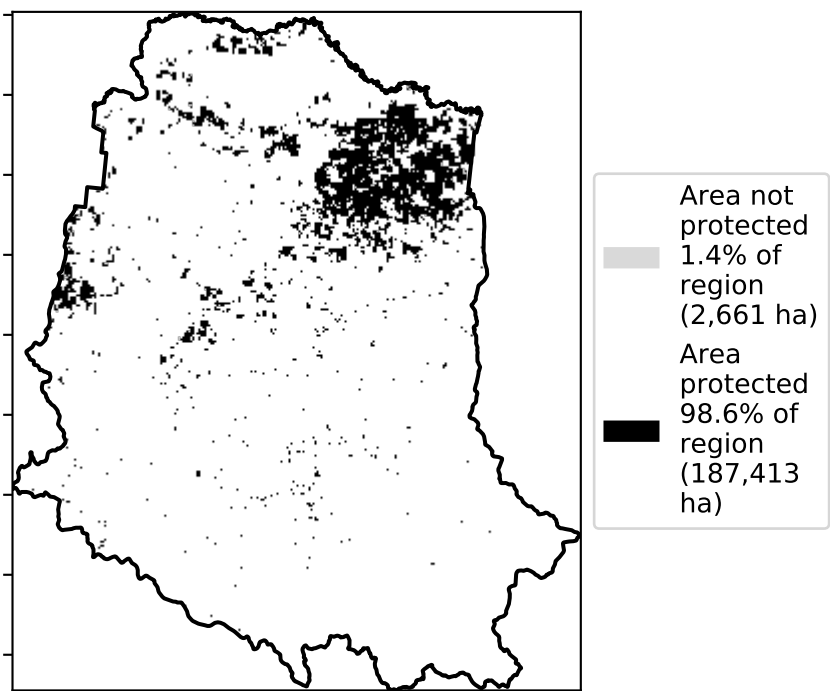 Area not
protected
1.4% of
region
(2,661 ha)
Area
protected
98.6% of
region
(187,413
ha)